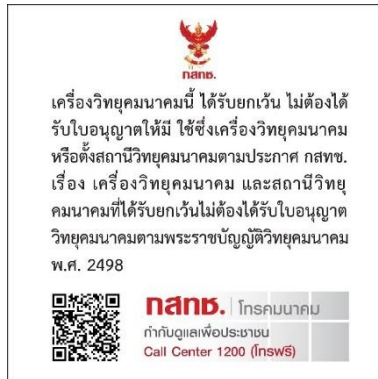 กสทช.
เครื่องวิทยุคมนาคมนี้ ได้รับยกเว้น ไม่ต้องได้
รับใบอนุญาตให้มี ใช้ซึ่งเครื่องวิทยุคมนาคม
หรือตั้งสถานีวิทยุคมนาคมตามประกาศ กสทช.
เรื่อง เครื่องวิทยุคมนาคม และสถานีวิทยุ
คมนาคมที่ได้รับยกเว้นไม่ต้องได้รับใบอนุญาต
วิทยุคมนาคมตามพระราชบัญญัติวิทยุคมนาคม
พ.ศ. 2498
กสทช. | โทรคมนาคม
กำกับดูแลเพื่อประชาชน
Call Center 1200 (โทรฟรี)